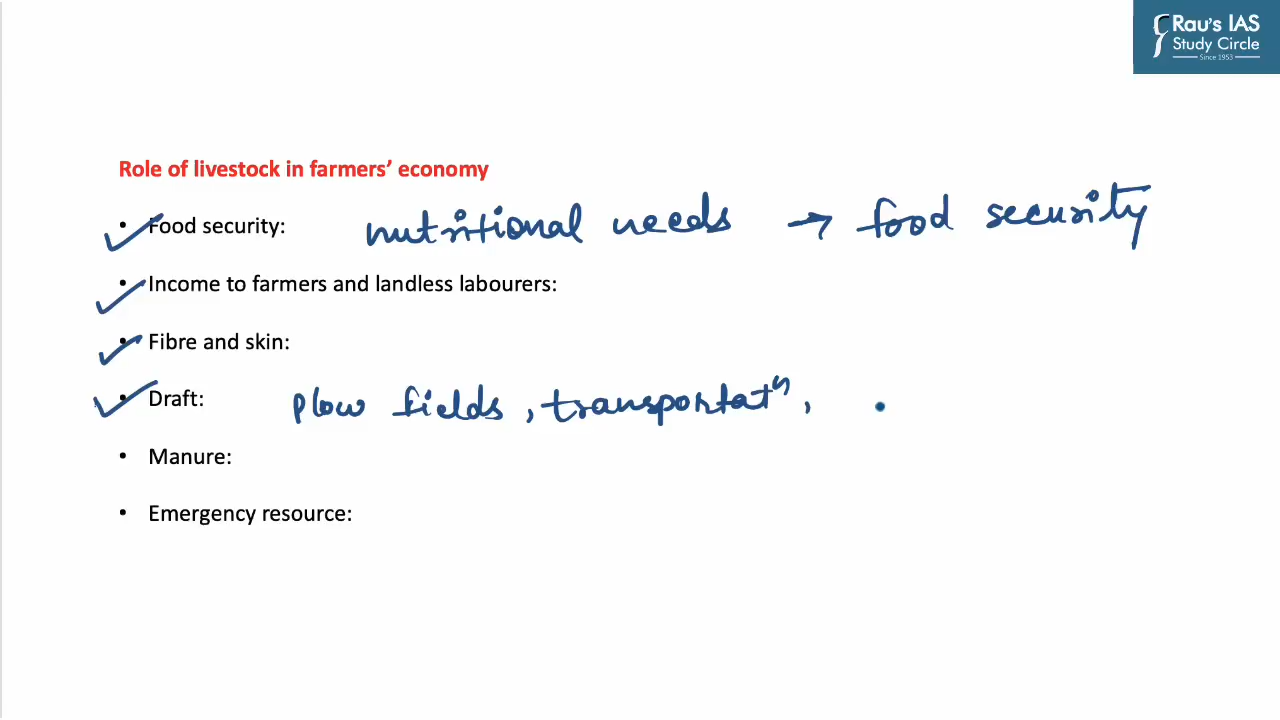 Rau's IAS
Study Circle
Since 1953
Role of livestock in farmers' economy
• Food security: nutritional needs → food security
• Income to farmers and landless labourers:
• Fibre and skin:
• Draft: plow fields, transportatⁿ,
• Manure:
• Emergency resource: